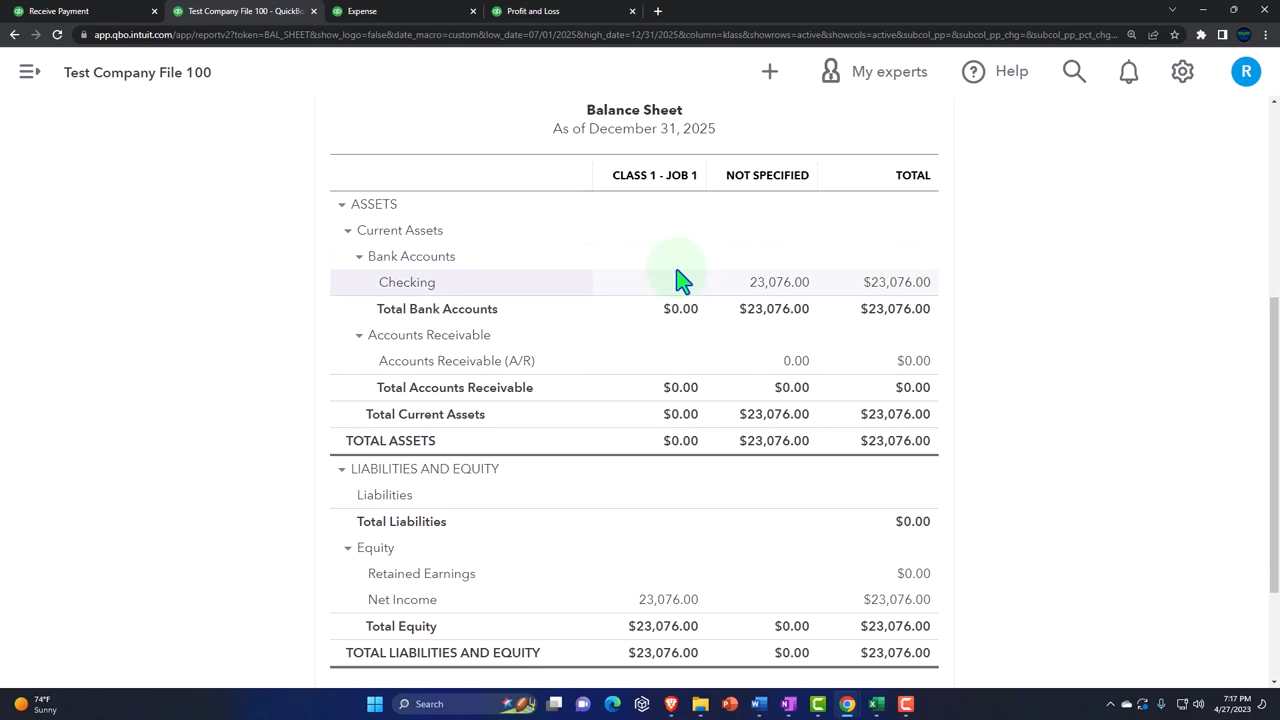 Receive Payment
Test Company File 100 - QuickBo
Expense
Profit and Loss
app.qbo.intuit.com/app/reportv2?token=BAL_SHEET&show_logo=false&date_macro=custom&low_date=07/01/2025&high_date=12/31/2025&column=klass&showrows=active&showcols=active&subcol_pp=&subcol_pp_chg=&subcol_pp_pct_chg...
Test Company File 100
My experts
Help
R
Balance Sheet
As of December 31, 2025
CLASS 1 - JOB 1 NOT SPECIFIED TOTAL
ASSETS
Current Assets
Bank Accounts
Checking 23,076.00 $23,076.00
Total Bank Accounts $0.00 $23,076.00 $23,076.00
Accounts Receivable
Accounts Receivable (A/R) 0.00 $0.00
Total Accounts Receivable $0.00 $0.00 $0.00
Total Current Assets $0.00 $23,076.00 $23,076.00
TOTAL ASSETS $0.00 $23,076.00 $23,076.00
LIABILITIES AND EQUITY
Liabilities
Total Liabilities $0.00
Equity
Retained Earnings $0.00
Net Income 23,076.00 $23,076.00
Total Equity $23,076.00 $0.00 $23,076.00
TOTAL LIABILITIES AND EQUITY $23,076.00 $0.00 $23,076.00
74°F
Sunny
Search
7:17 PM
4/27/2023